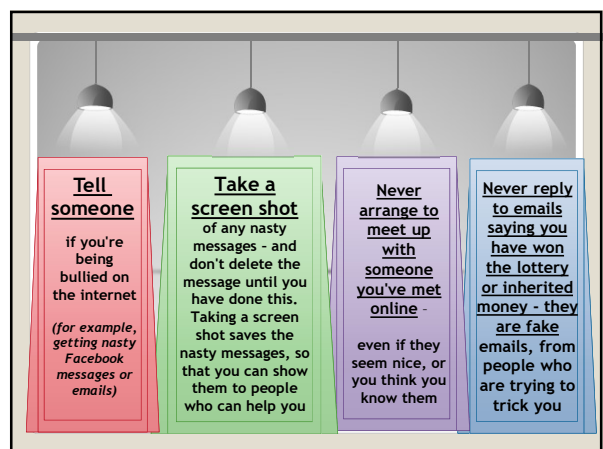 Tell
someone
if you're
being
bullied on
the internet
(for example,
getting nasty
Facebook
messages or
emails)
Take a
screen shot
of any nasty
messages – and
don't delete the
message until you
have done this.
Taking a screen
shot saves the
nasty messages, so
that you can show
them to people
who can help you
Never
arrange to
meet up
with
someone
you've met
online –
even if they
seem nice, or
you think you
know them
Never reply
to emails
saying you
have won
the lottery
or inherited
money – they
are fake
emails, from
people who
are trying to
trick you